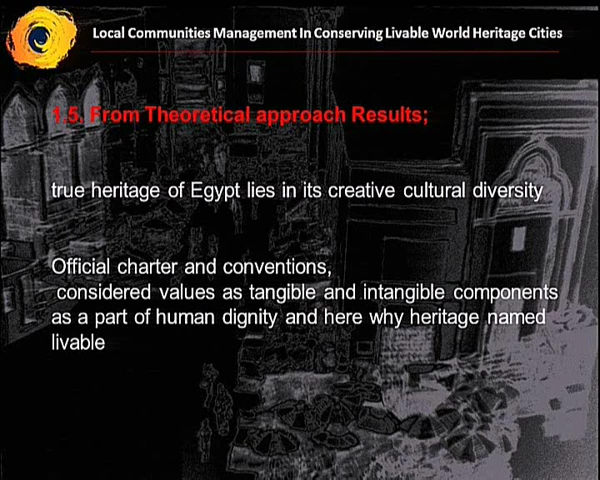 Local Communities Management In Conserving Livable World Heritage Cities
1.5. From Theoretical approach Results;
true heritage of Egypt lies in its creative cultural diversity
Official charter and conventions,
considered values as tangible and intangible components
as a part of human dignity and here why heritage named
livable